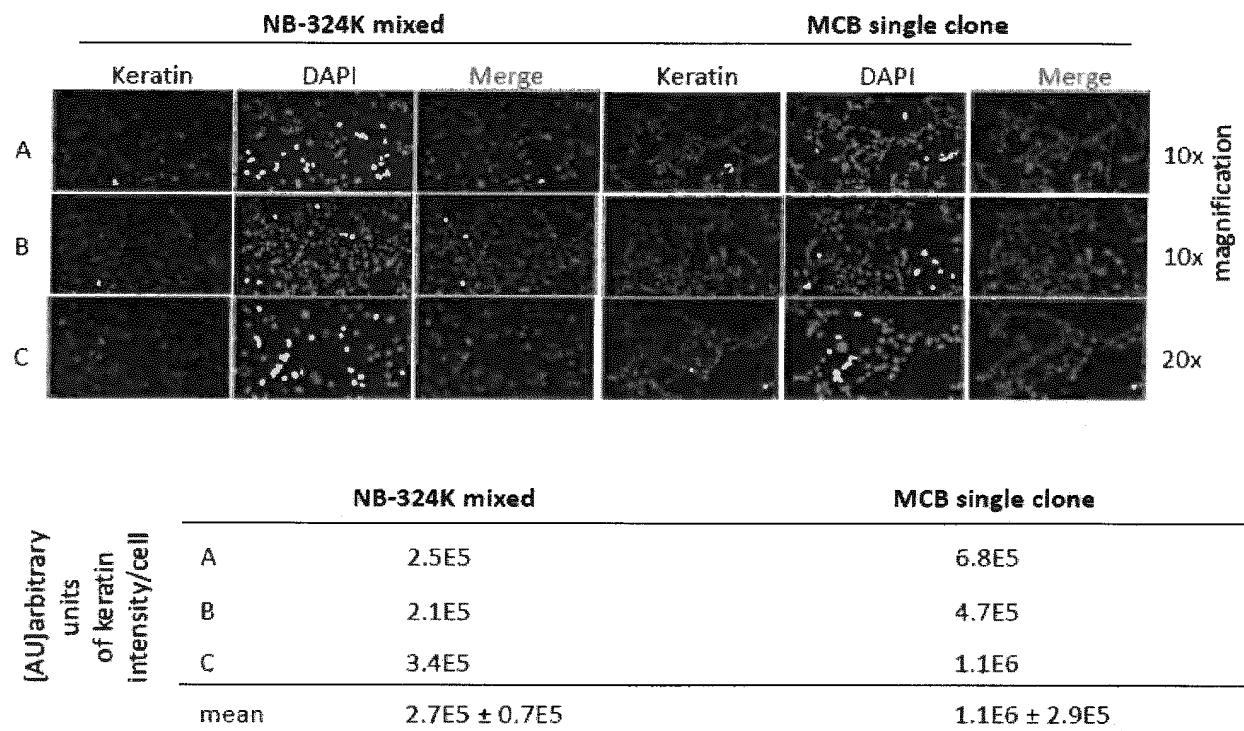 NB-324K mixed MCB single clone
Keratin DAPI Merge Keratin DAPI Merge
A 10x
B 10x
C 20x
magnification
NB-324K mixed MCB single clone
[AU]arbitrary
units
of keratin
intensity/cell
A 2.5E5 6.8E5
B 2.1E5 4.7E5
C 3.4E5 1.1E6
mean 2.7E5 ± 0.7E5 1.1E6 ± 2.9E5